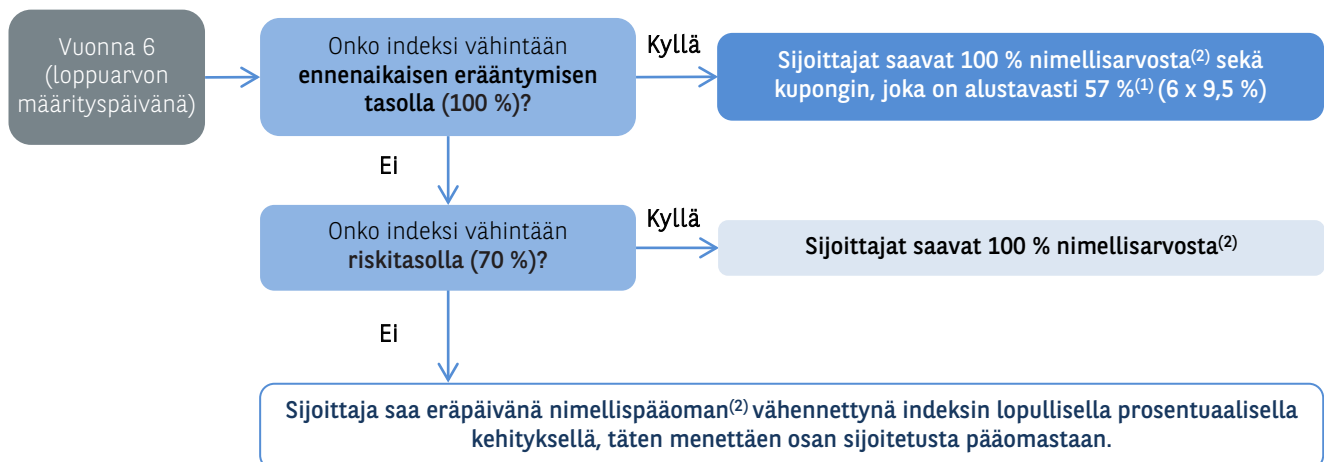 Vuonna 6
(loppuarvon
määrityspäivänä)
Onko indeksi vähintään
ennenaikaisen erääntymisen
tasolla (100 %)?
Kyllä
Sijoittajat saavat 100 % nimellisarvosta(2) sekä
kupongin, joka on alustavasti 57 %(1) (6 x 9,5 %)
Ei
Onko indeksi vähintään
riskitasolla (70 %)?
Kyllä
Sijoittajat saavat 100 % nimellisarvosta(2)
Ei
Sijoittaja saa eräpäivänä nimellispääoman(2) vähennettynä indeksin lopullisella prosentuaalisella
kehityksellä, täten menettäen osan sijoitetusta pääomastaan.